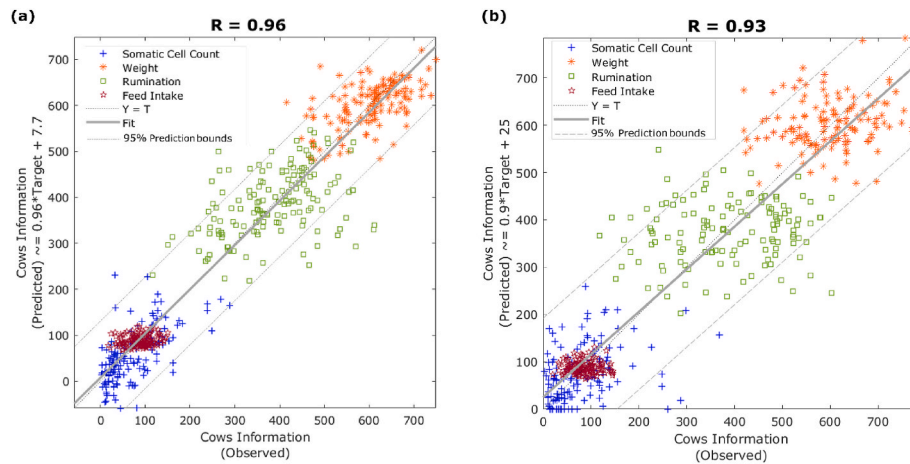 (a)
R = 0.96
Somatic Cell Count
Weight
Rumination
Feed Intake
Y = T
Fit
95% Prediction bounds
Cows Information
(Predicted) ~= 0.96*Target + 7.7
700
600
500
400
300
200
100
0
0 100 200 300 400 500 600 700
Cows Information
(Observed)
(b)
R = 0.93
Somatic Cell Count
Weight
Rumination
Feed Intake
Y = T
Fit
95% Prediction bounds
Cows Information
(Predicted) ~= 0.9*Target + 25
700
600
500
400
300
200
100
0
0 100 200 300 400 500 600 700
Cows Information
(Observed)